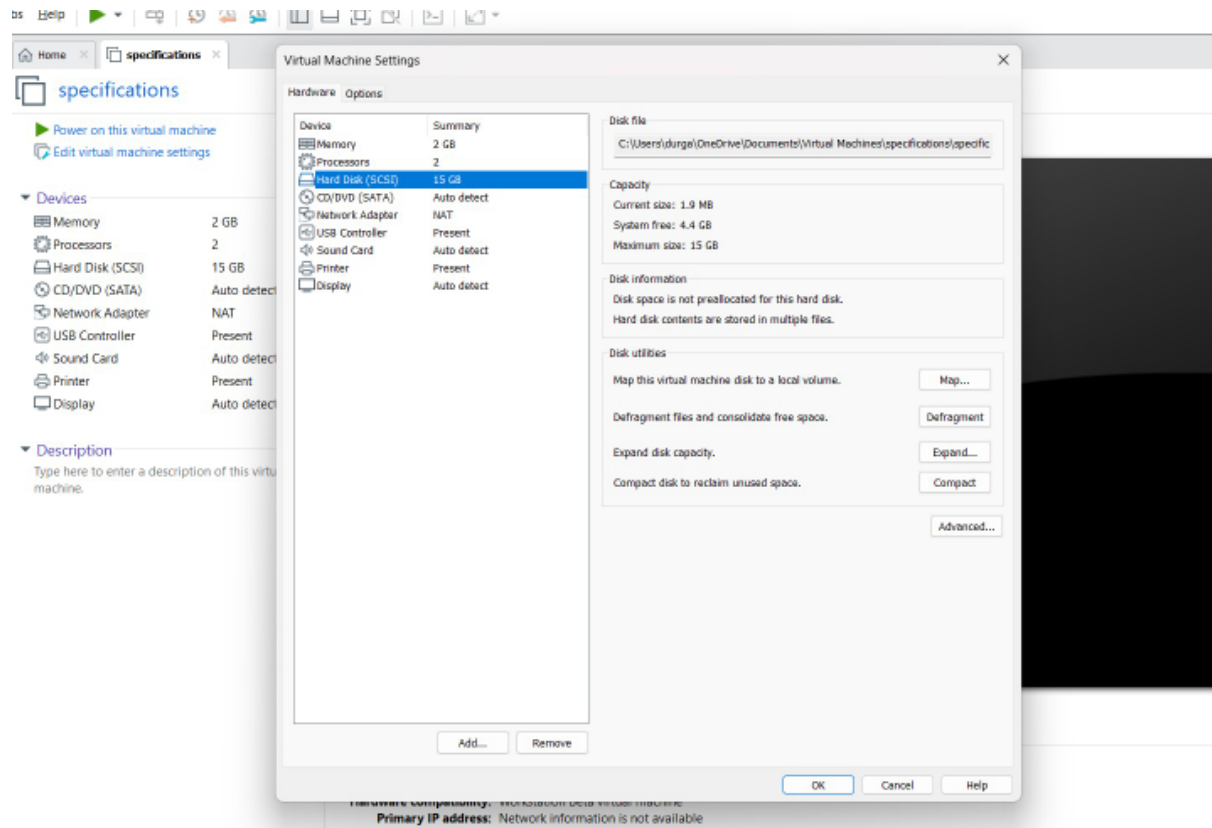 bs Help
Home × specifications ×
specifications
Power on this virtual machine
Edit virtual machine settings
Devices
Memory 2 GB
Processors 2
Hard Disk (SCSI) 15 GB
CD/DVD (SATA) Auto detect
Network Adapter NAT
USB Controller Present
Sound Card Auto detect
Printer Present
Display Auto detect
Description
Type here to enter a description of this virtu
machine.
Virtual Machine Settings
Hardware Options
Device Summary
Memory 2 GB
Processors 2
Hard Disk (SCSI) 15 GB
CD/DVD (SATA) Auto detect
Network Adapter NAT
USB Controller Present
Sound Card Auto detect
Printer Present
Display Auto detect
Add... Remove
Disk file
C:\Users\durga\OneDrive\Documents\Virtual Machines\specifications\specific
Capacity
Current size: 1.9 MB
System free: 4.4 GB
Maximum size: 15 GB
Disk information
Disk space is not preallocated for this hard disk.
Hard disk contents are stored in multiple files.
Disk utilities
Map this virtual machine disk to a local volume. Map...
Defragment files and consolidate free space. Defragment
Expand disk capacity. Expand...
Compact disk to reclaim unused space. Compact
Advanced...
OK Cancel Help
Hardware compatibility: Workstation Beta virtual machine
Primary IP address: Network information is not available